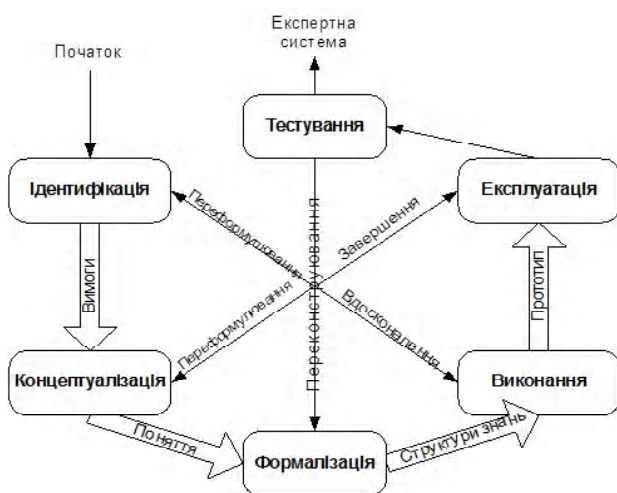 Експертна
система
Початок
Тестування
Ідентифікація
Експлуатація
Переформулювання
Завершення
Переконструювання
Вимоги
Прототип
Переформулювання
Вдосконалення
Концептуалізація
Виконання
Поняття
Формалізація
Структури знань